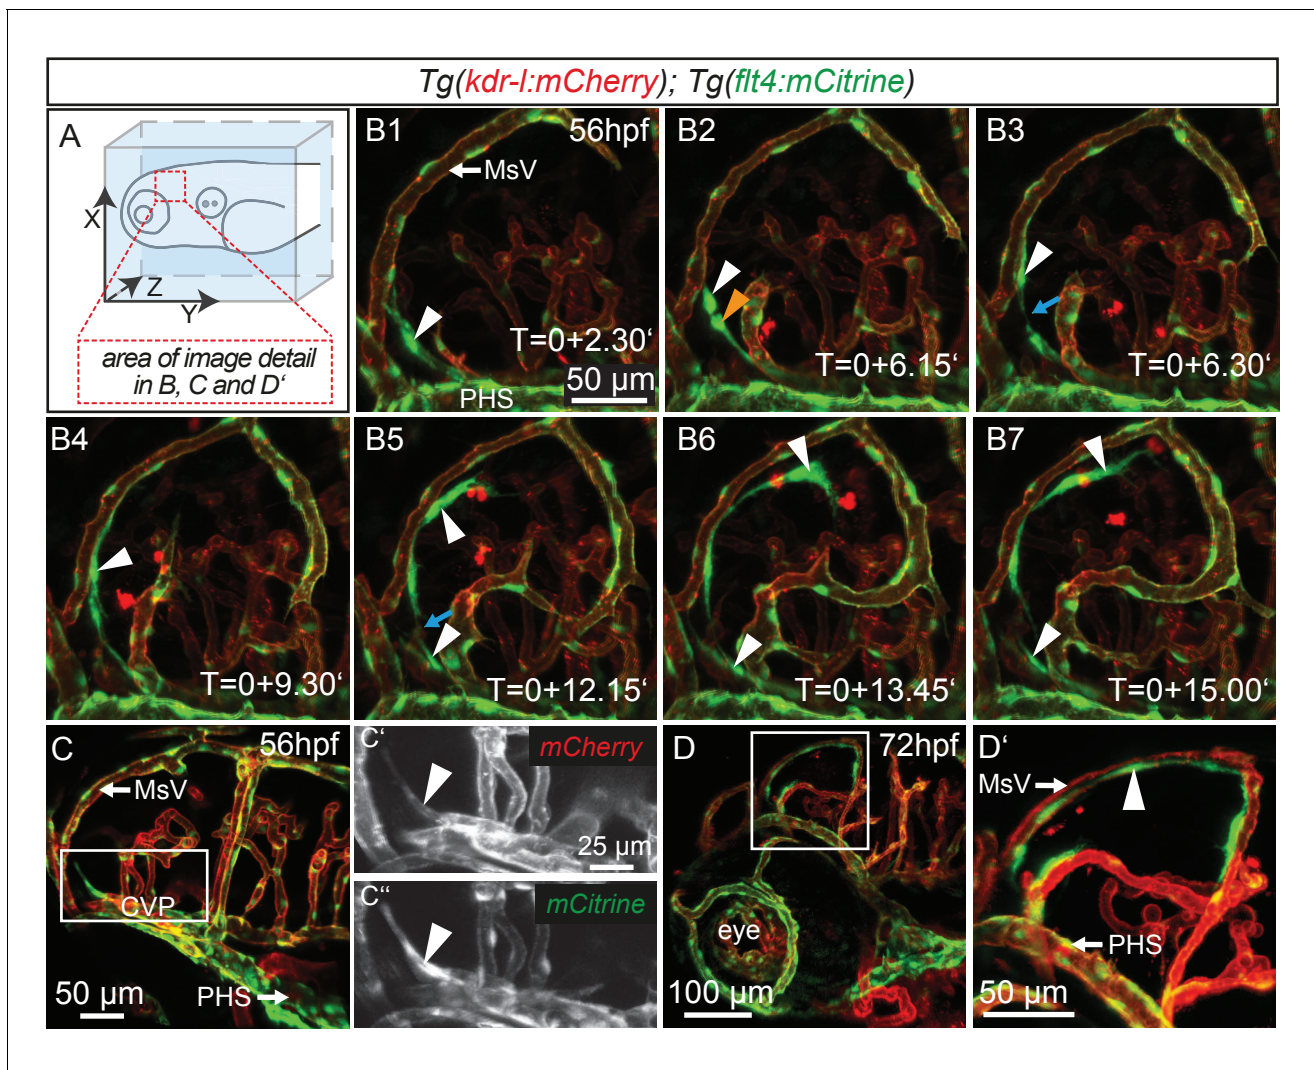 Tg(kdr-l:mCherry); Tg(flt4:mCitrine)
A
X
Z
Y
area of image detail
in B, C and D‘
B1
56hpf
MsV
T=0+2.30‘
50 µm
PHS
B2
T=0+6.15‘
B3
T=0+6.30‘
B4
T=0+9.30‘
B5
T=0+12.15‘
B6
T=0+13.45‘
B7
T=0+15.00‘
C
56hpf
MsV
CVP
PHS
50 µm
C‘
mCherry
25 µm
C“
mCitrine
D
72hpf
eye
100 µm
D‘
MsV
PHS
50 µm